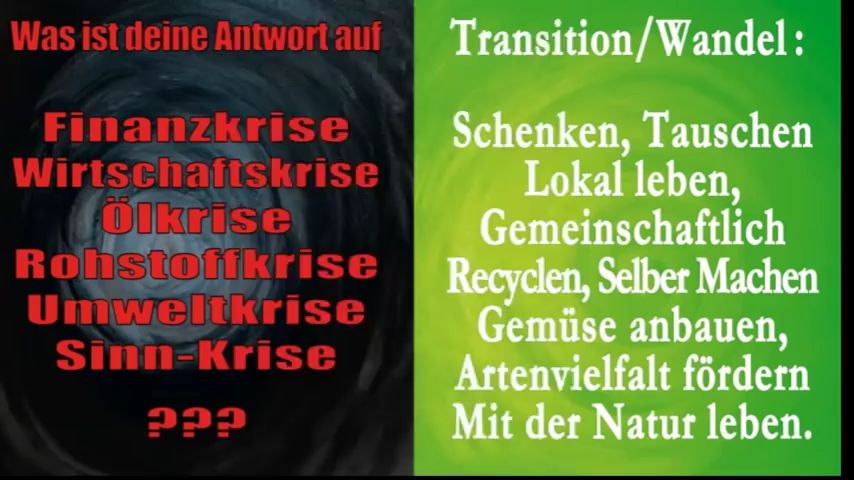 Was ist deine Antwort auf
Finanzkrise
Wirtschaftskrise
Ölkrise
Rohstoffkrise
Umweltkrise
Sinn-Krise
???
Transition/Wandel:
Schenken, Tauschen
Lokal leben,
Gemeinschaftlich
Recyclen, Selber Machen
Gemüse anbauen,
Artenvielfalt fördern
Mit der Natur leben.